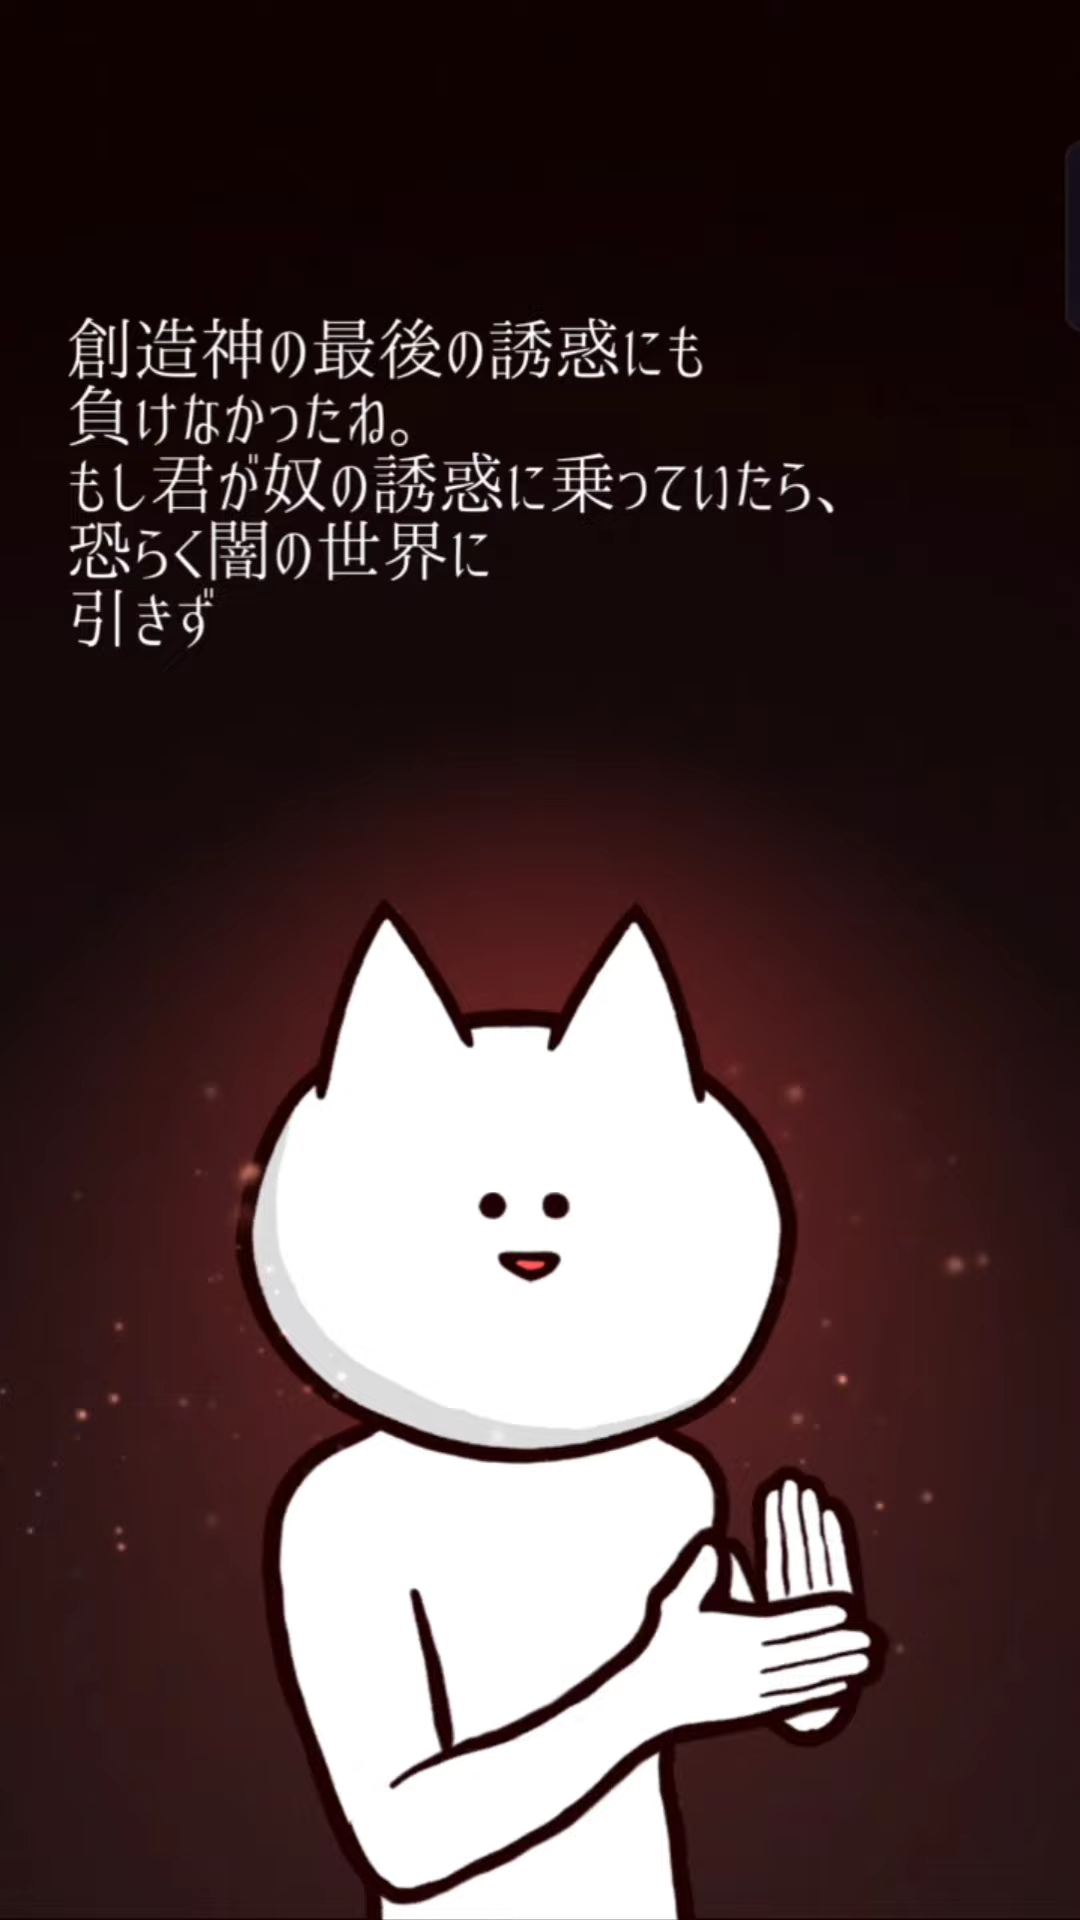 創造神の最後の誘惑にも
負けなかったね。
もし君が奴の誘惑に乗っていたら、
恐らく闇の世界に
引きず